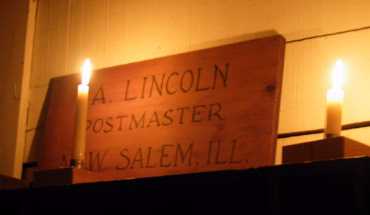 A. LINCOLN
POSTMASTER
NEW SALEM, ILL.